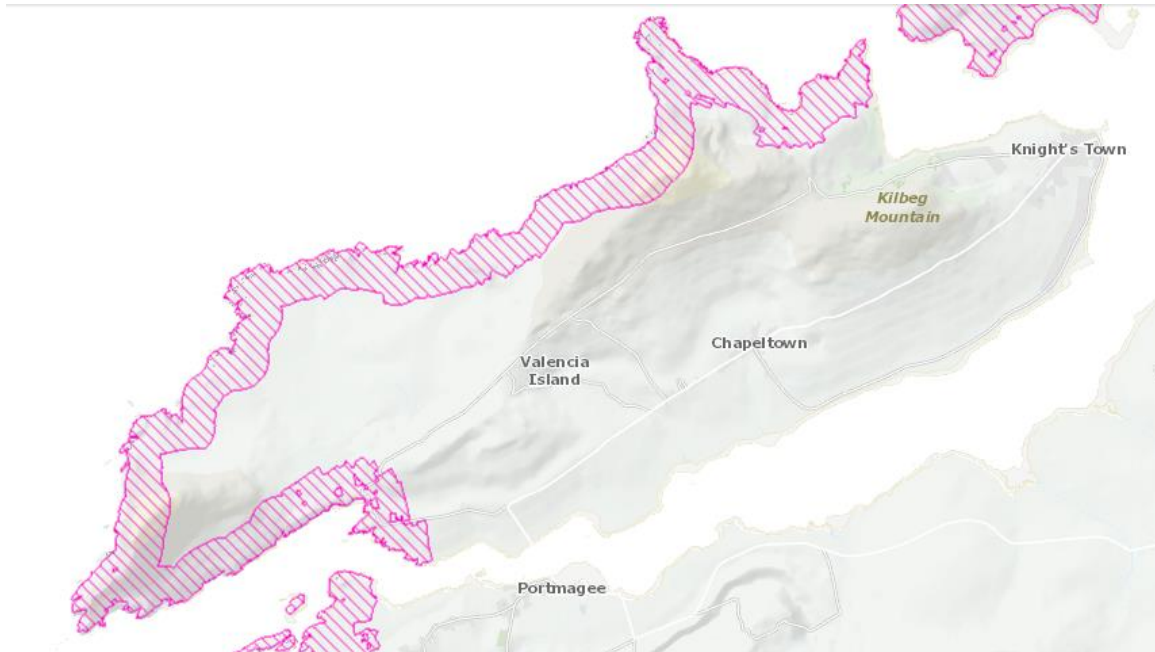 Knight's Town
Kilbeg
Mountain
Chapeltown
Valencia
Island
Portmagee